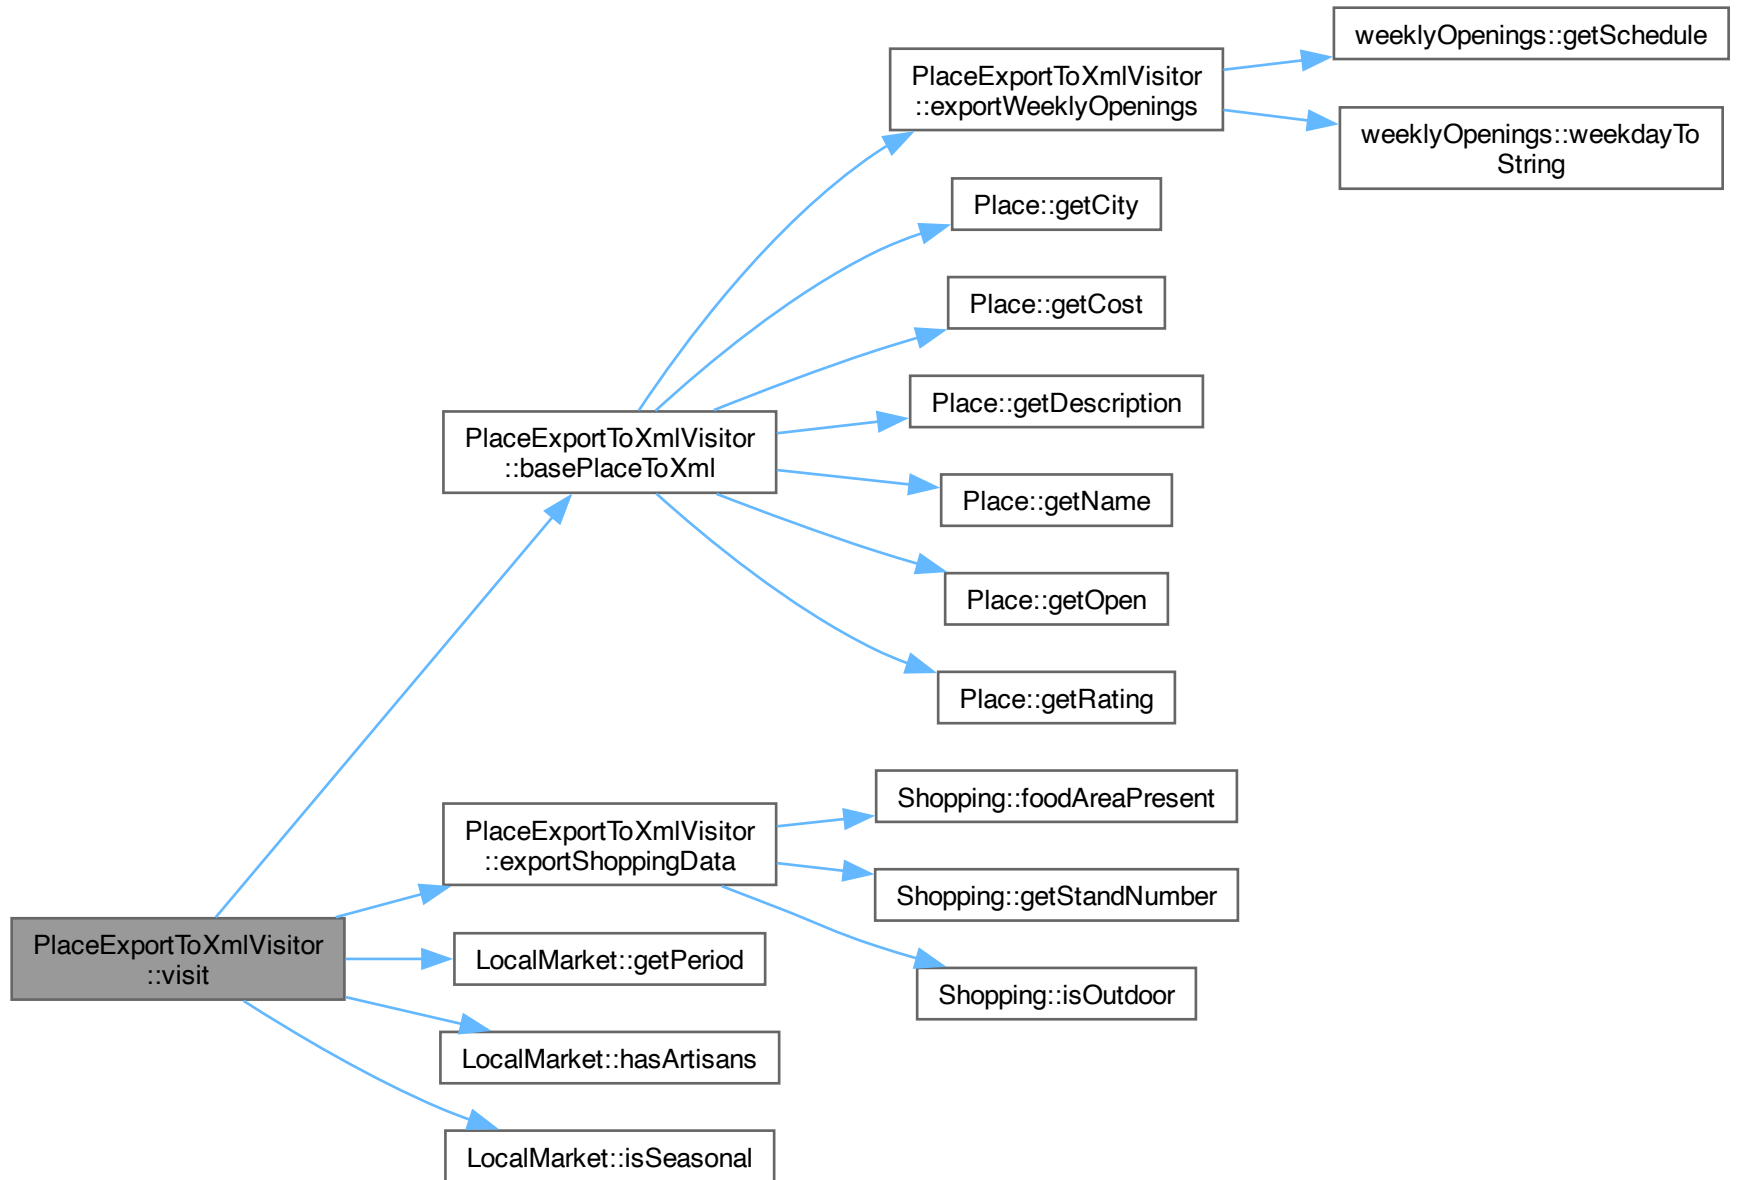 weeklyOpenings::getSchedule
PlaceExportToXmlVisitor
::exportWeeklyOpenings
weeklyOpenings::weekdayTo
String
Place::getCity
Place::getCost
Place::getDescription
PlaceExportToXmlVisitor
::basePlaceToXml
Place::getName
Place::getOpen
Place::getRating
Shopping::foodAreaPresent
PlaceExportToXmlVisitor
::exportShoppingData
Shopping::getStandNumber
PlaceExportToXmlVisitor
::visit
LocalMarket::getPeriod
Shopping::isOutdoor
LocalMarket::hasArtisans
LocalMarket::isSeasonal